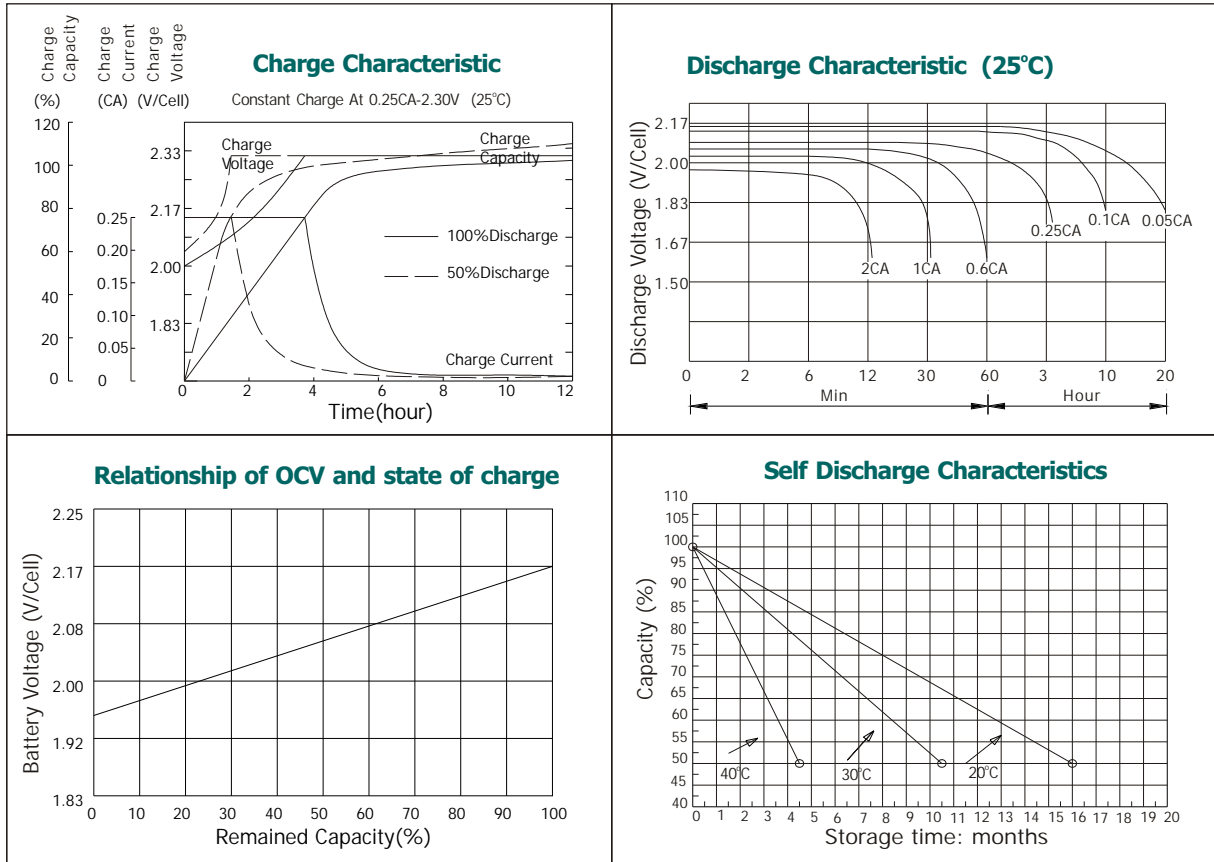 Charge Capacity
Charge Current
Charge Voltage
(%) (CA) (V/Cell)
Charge Characteristic
Constant Charge At 0.25CA-2.30V (25°C)
120
100
80
60
40
20
0
0.25
0.20
0.15
0.10
0.05
0
2.33
2.17
2.00
1.83
Charge Voltage
Charge Capacity
100%Discharge
50%Discharge
Charge Current
0 2 4 6 8 10 12
Time(hour)
Discharge Characteristic (25°C)
Discharge Voltage (V/Cell)
2.17
2.00
1.83
1.67
1.50
0
2CA 1CA 0.6CA 0.25CA 0.1CA 0.05CA
0 2 6 12 30 60 3 10 20
Min Hour
Relationship of OCV and state of charge
Battery Voltage (V/Cell)
2.25
2.17
2.08
2.00
1.92
1.83
0 10 20 30 40 50 60 70 80 90 100
Remained Capacity(%)
Self Discharge Characteristics
Capacity (%)
110
105
100
95
90
85
80
75
70
65
60
55
50
45
40
40°C 30°C 20°C
0 1 2 3 4 5 6 7 8 9 10 11 12 13 14 15 16 17 18 19 20
Storage time: months